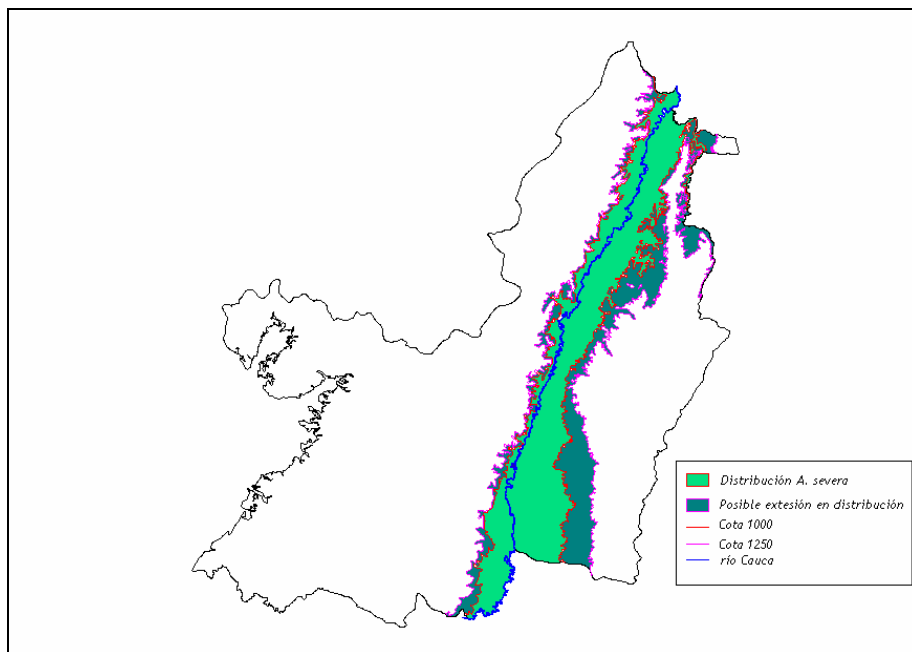 Distribución A. severa
Posible extesión en distribución
Cota 1000
Cota 1250
río Cauca